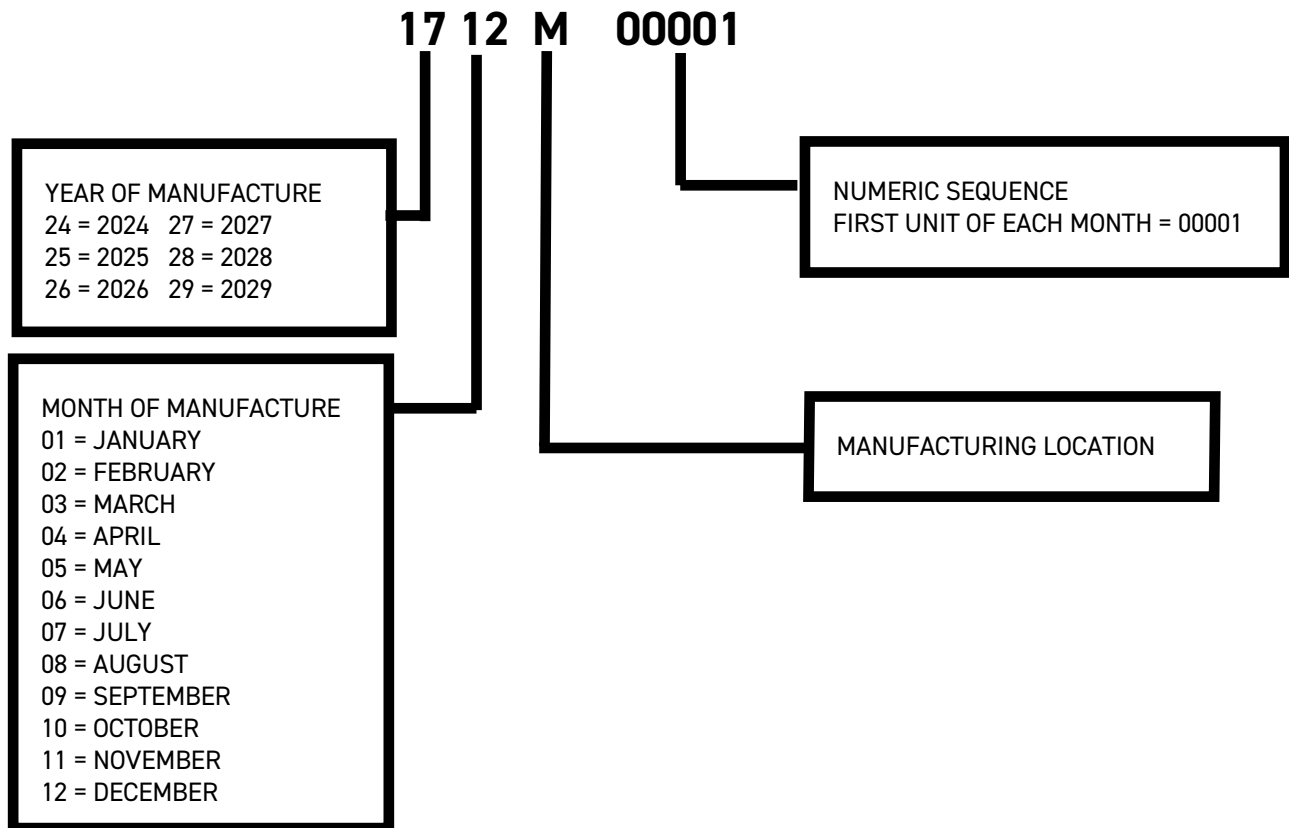 17 12 M 00001
YEAR OF MANUFACTURE
24 = 2024 27 = 2027
25 = 2025 28 = 2028
26 = 2026 29 = 2029
NUMERIC SEQUENCE
FIRST UNIT OF EACH MONTH = 00001
MONTH OF MANUFACTURE
01 = JANUARY
02 = FEBRUARY
03 = MARCH
04 = APRIL
05 = MAY
06 = JUNE
07 = JULY
08 = AUGUST
09 = SEPTEMBER
10 = OCTOBER
11 = NOVEMBER
12 = DECEMBER
MANUFACTURING LOCATION